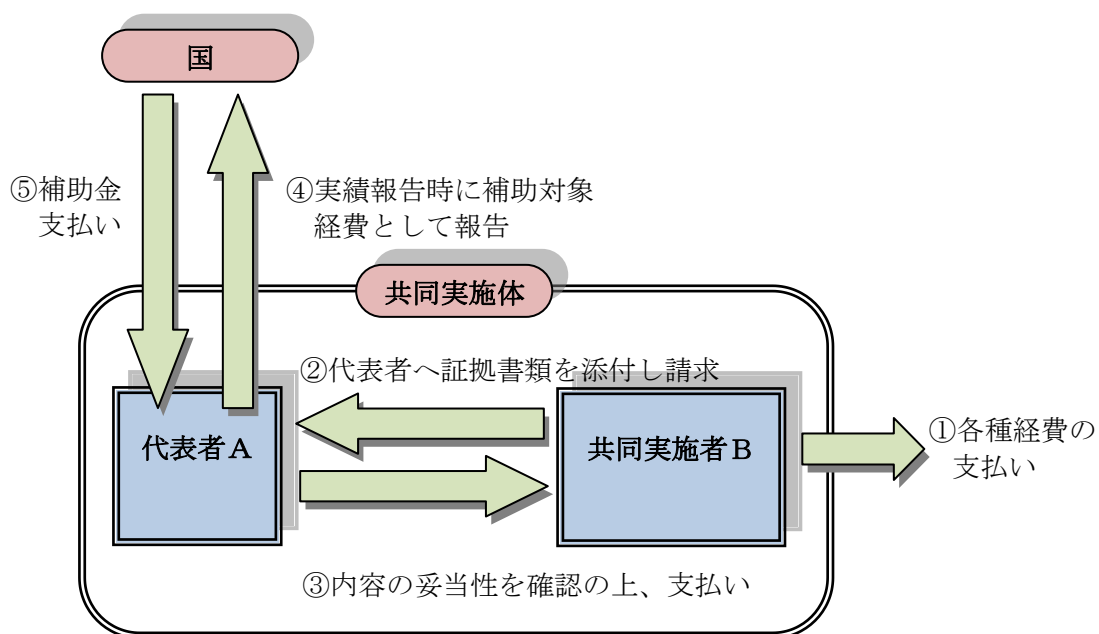 国
⑤補助金
支払い
④実績報告時に補助対象
経費として報告
共同実施体
②代表者へ証拠書類を添付し請求
代表者A
共同実施者B
①各種経費の
支払い
③内容の妥当性を確認の上、支払い